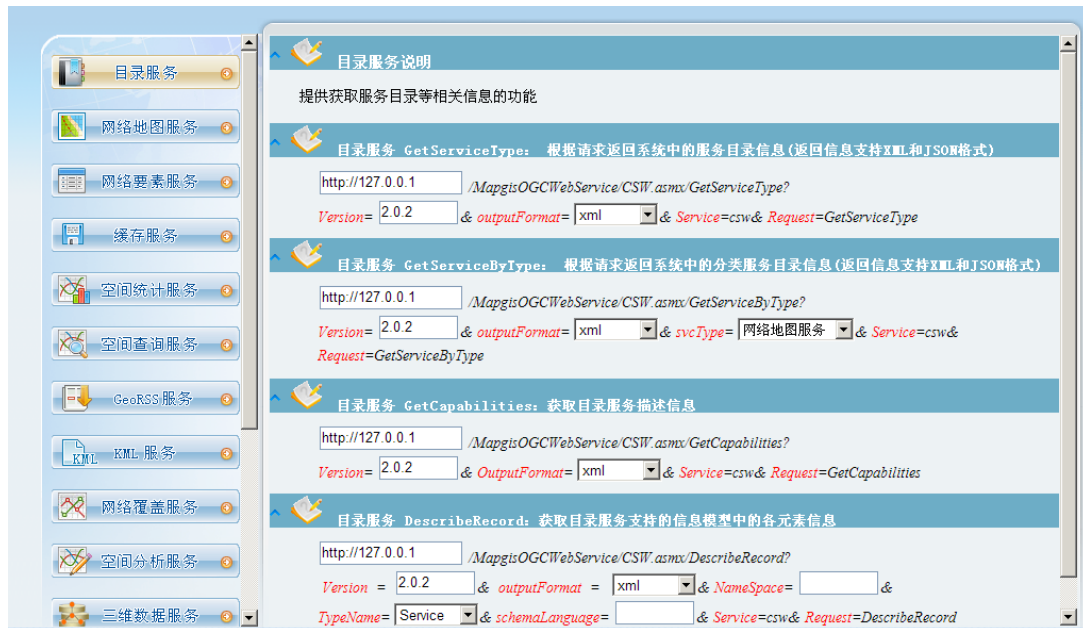 目录服务
网络地图服务
网络要素服务
缓存服务
空间统计服务
空间查询服务
GeoRSS服务
KML 服务
KML
网络覆盖服务
空间分析服务
三维数据服务
目录服务说明
提供获取服务目录等相关信息的功能
目录服务 GetServiceType: 根据请求返回系统中的服务目录信息(返回信息支持XML和JSON格式)
http://127.0.0.1 /MapgisOGCWebService/CSW.asmx/GetServiceType?
Version= 2.0.2 & outputFormat= xml & Service=csw& Request=GetServiceType
目录服务 GetServiceByType: 根据请求返回系统中的分类服务目录信息(返回信息支持XML和JSON格式)
http://127.0.0.1 /MapgisOGCWebService/CSW.asmx/GetServiceByType?
Version= 2.0.2 & outputFormat= xml & svcType= 网络地图服务 & Service=csw&
Request=GetServiceByType
目录服务 GetCapabilities: 获取目录服务描述信息
http://127.0.0.1 /MapgisOGCWebService/CSW.asmx/GetCapabilities?
Version= 2.0.2 & OutputFormat= xml & Service=csw& Request=GetCapabilities
目录服务 DescribeRecord: 获取目录服务支持的信息模型中的各元素信息
http://127.0.0.1 /MapgisOGCWebService/CSW.asmx/DescribeRecord?
Version = 2.0.2 & outputFormat = xml & NameSpace= &
TypeName= Service & schemaLanguage= & Service=csw& Request=DescribeRecord